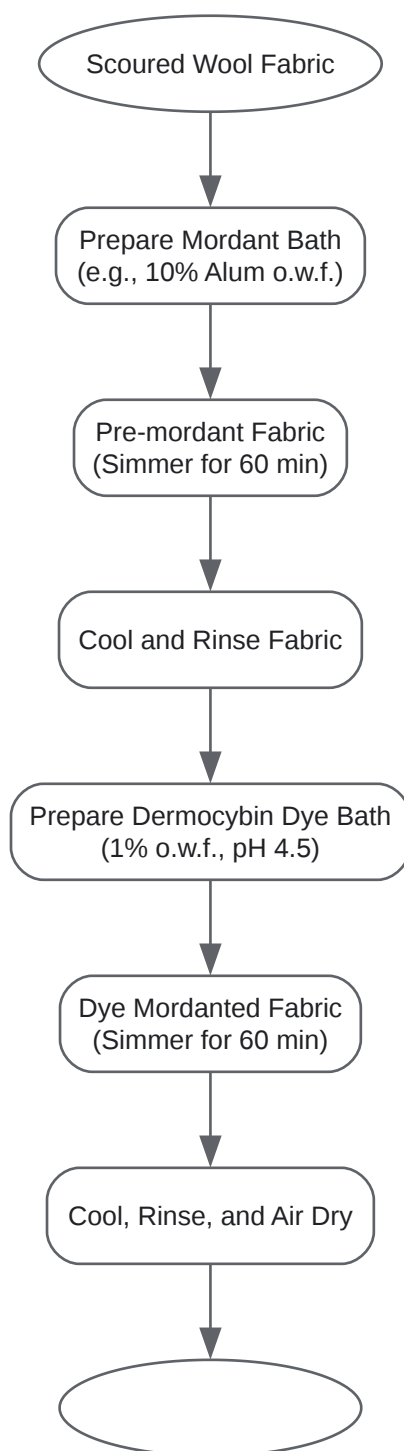 Scoured Wool Fabric
Prepare Mordant Bath
(e.g., 10% Alum o.w.f.)
Pre-mordant Fabric
(Simmer for 60 min)
Cool and Rinse Fabric
Prepare Dermocybin Dye Bath
(1% o.w.f., pH 4.5)
Dye Mordanted Fabric
(Simmer for 60 min)
Cool, Rinse, and Air Dry